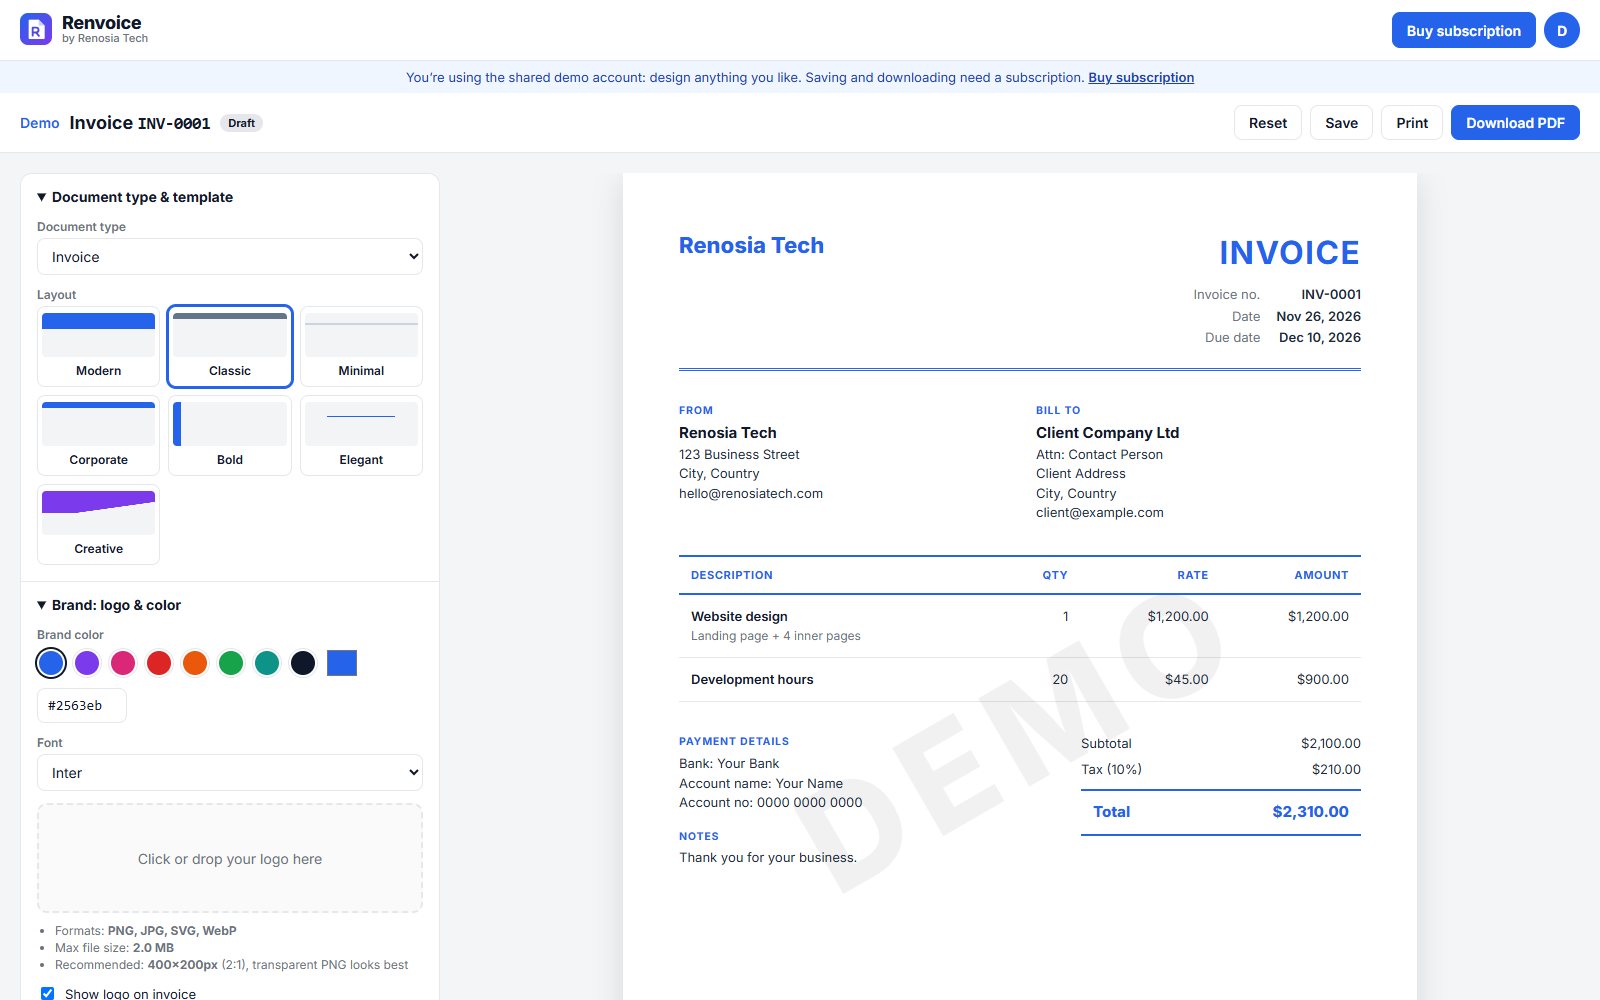 Renvoice
by Renosia Tech
Buy subscription
D
You're using the shared demo account: design anything you like. Saving and downloading need a subscription. Buy subscription
Demo Invoice INV-0001 Draft
Reset Save Print Download PDF
▼ Document type & template
Document type
Invoice
Layout
Modern Classic Minimal
Corporate Bold Elegant
Creative
▼ Brand: logo & color
Brand color
#2563eb
Font
Inter
Click or drop your logo here
• Formats: PNG, JPG, SVG, WebP
• Max file size: 2.0 MB
• Recommended: 400×200px (2:1), transparent PNG looks best
Show logo on invoice
Renosia Tech
INVOICE
Invoice no. INV-0001
Date Nov 26, 2026
Due date Dec 10, 2026
FROM
Renosia Tech
123 Business Street
City, Country
hello@renosiatech.com
BILL TO
Client Company Ltd
Attn: Contact Person
Client Address
City, Country
client@example.com
DESCRIPTION QTY RATE AMOUNT
Website design 1 $1,200.00 $1,200.00
Landing page + 4 inner pages
Development hours 20 $45.00 $900.00
PAYMENT DETAILS
Bank: Your Bank
Account name: Your Name
Account no: 0000 0000 0000
NOTES
Thank you for your business.
Subtotal $2,100.00
Tax (10%) $210.00
Total $2,310.00
DEMO